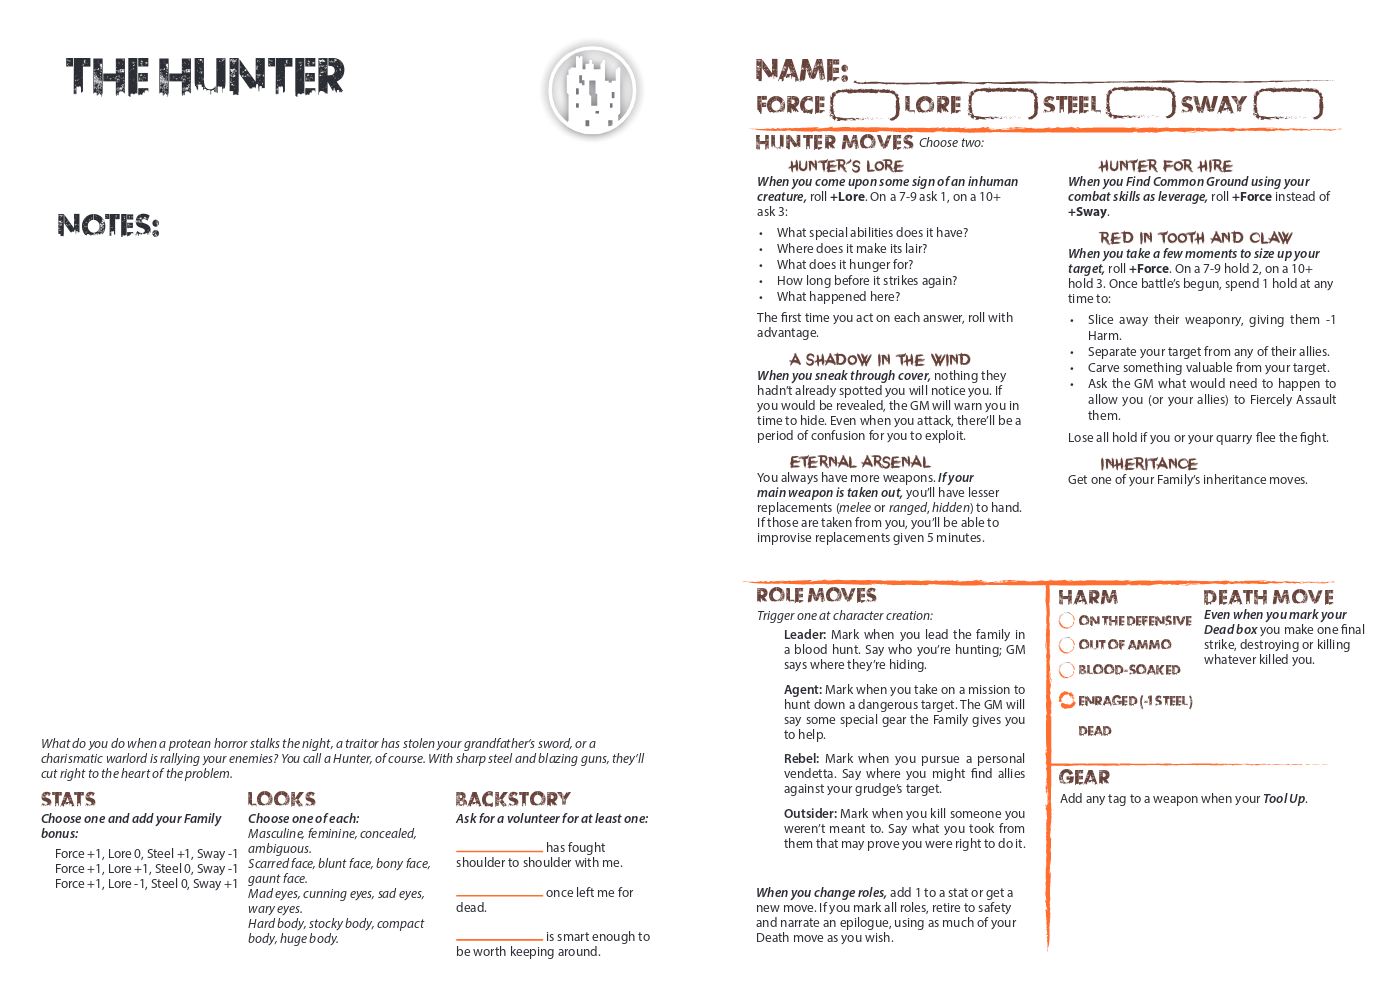 THE HUNTER
NOTES:
What do you do when a protean horror stalks the night, a traitor has stolen your grandfather's sword, or a
charismatic warlord is rallying your enemies? You call a Hunter, of course. With sharp steel and blazing guns, they'll
cut right to the heart of the problem.
STATS
Choose one and add your Family
bonus:
Force +1, Lore 0, Steel +1, Sway -1
Force +1, Lore +1, Steel 0, Sway -1
Force +1, Lore -1, Steel 0, Sway +1
LOOKS
Choose one of each:
Masculine, feminine, concealed,
ambiguous.
Scarred face, blunt face, bony face,
gaunt face.
Mad eyes, cunning eyes, sad eyes,
wary eyes.
Hard body, stocky body, compact
body, huge body.
BACKSTORY
Ask for a volunteer for at least one:
has fought
shoulder to shoulder with me.
once left me for
dead.
is smart enough to
be worth keeping around.
NAME:
FORCE LORE STEEL SWAY
HUNTER MOVES Choose two:
HUNTER'S LORE
When you come upon some sign of an inhuman
creature, roll +Lore. On a 7-9 ask 1, on a 10+
ask 3:
• What special abilities does it have?
• Where does it make its lair?
• What does it hunger for?
• How long before it strikes again?
• What happened here?
The first time you act on each answer, roll with
advantage.
A SHADOW IN THE WIND
When you sneak through cover, nothing they
hadn't already spotted you will notice you. If
you would be revealed, the GM will warn you in
time to hide. Even when you attack, there'll be a
period of confusion for you to exploit.
ETERNAL ARSENAL
You always have more weapons. If your
main weapon is taken out, you'll have lesser
replacements (melee or ranged, hidden) to hand.
If those are taken from you, you'll be able to
improvise replacements given 5 minutes.
HUNTER FOR HIRE
When you Find Common Ground using your
combat skills as leverage, roll +Force instead of
+Sway.
RED IN TOOTH AND CLAW
When you take a few moments to size up your
target, roll +Force. On a 7-9 hold 2, on a 10+
hold 3. Once battle's begun, spend 1 hold at any
time to:
• Slice away their weaponry, giving them -1
Harm.
• Separate your target from any of their allies.
• Carve something valuable from your target.
• Ask the GM what would need to happen to
allow you (or your allies) to Fiercely Assault
them.
Lose all hold if you or your quarry flee the fight.
INHERITANCE
Get one of your Family's inheritance moves.
ROLE MOVES
Trigger one at character creation:
Leader: Mark when you lead the family in
a blood hunt. Say who you're hunting; GM
says where they're hiding.
Agent: Mark when you take on a mission to
hunt down a dangerous target. The GM will
say some special gear the Family gives you
to help.
Rebel: Mark when you pursue a personal
vendetta. Say where you might find allies
against your grudge's target.
Outsider: Mark when you kill someone you
weren't meant to. Say what you took from
them that may prove you were right to do it.
When you change roles, add 1 to a stat or get a
new move. If you mark all roles, retire to safety
and narrate an epilogue, using as much of your
Death move as you wish.
HARM
ON THE DEFENSIVE
OUT OF AMMO
BLOOD-SOAKED
ENRAGED (-1 STEEL)
DEAD
DEATH MOVE
Even when you mark your
Dead box you make one final
strike, destroying or killing
whatever killed you.
GEAR
Add any tag to a weapon when your Tool Up.